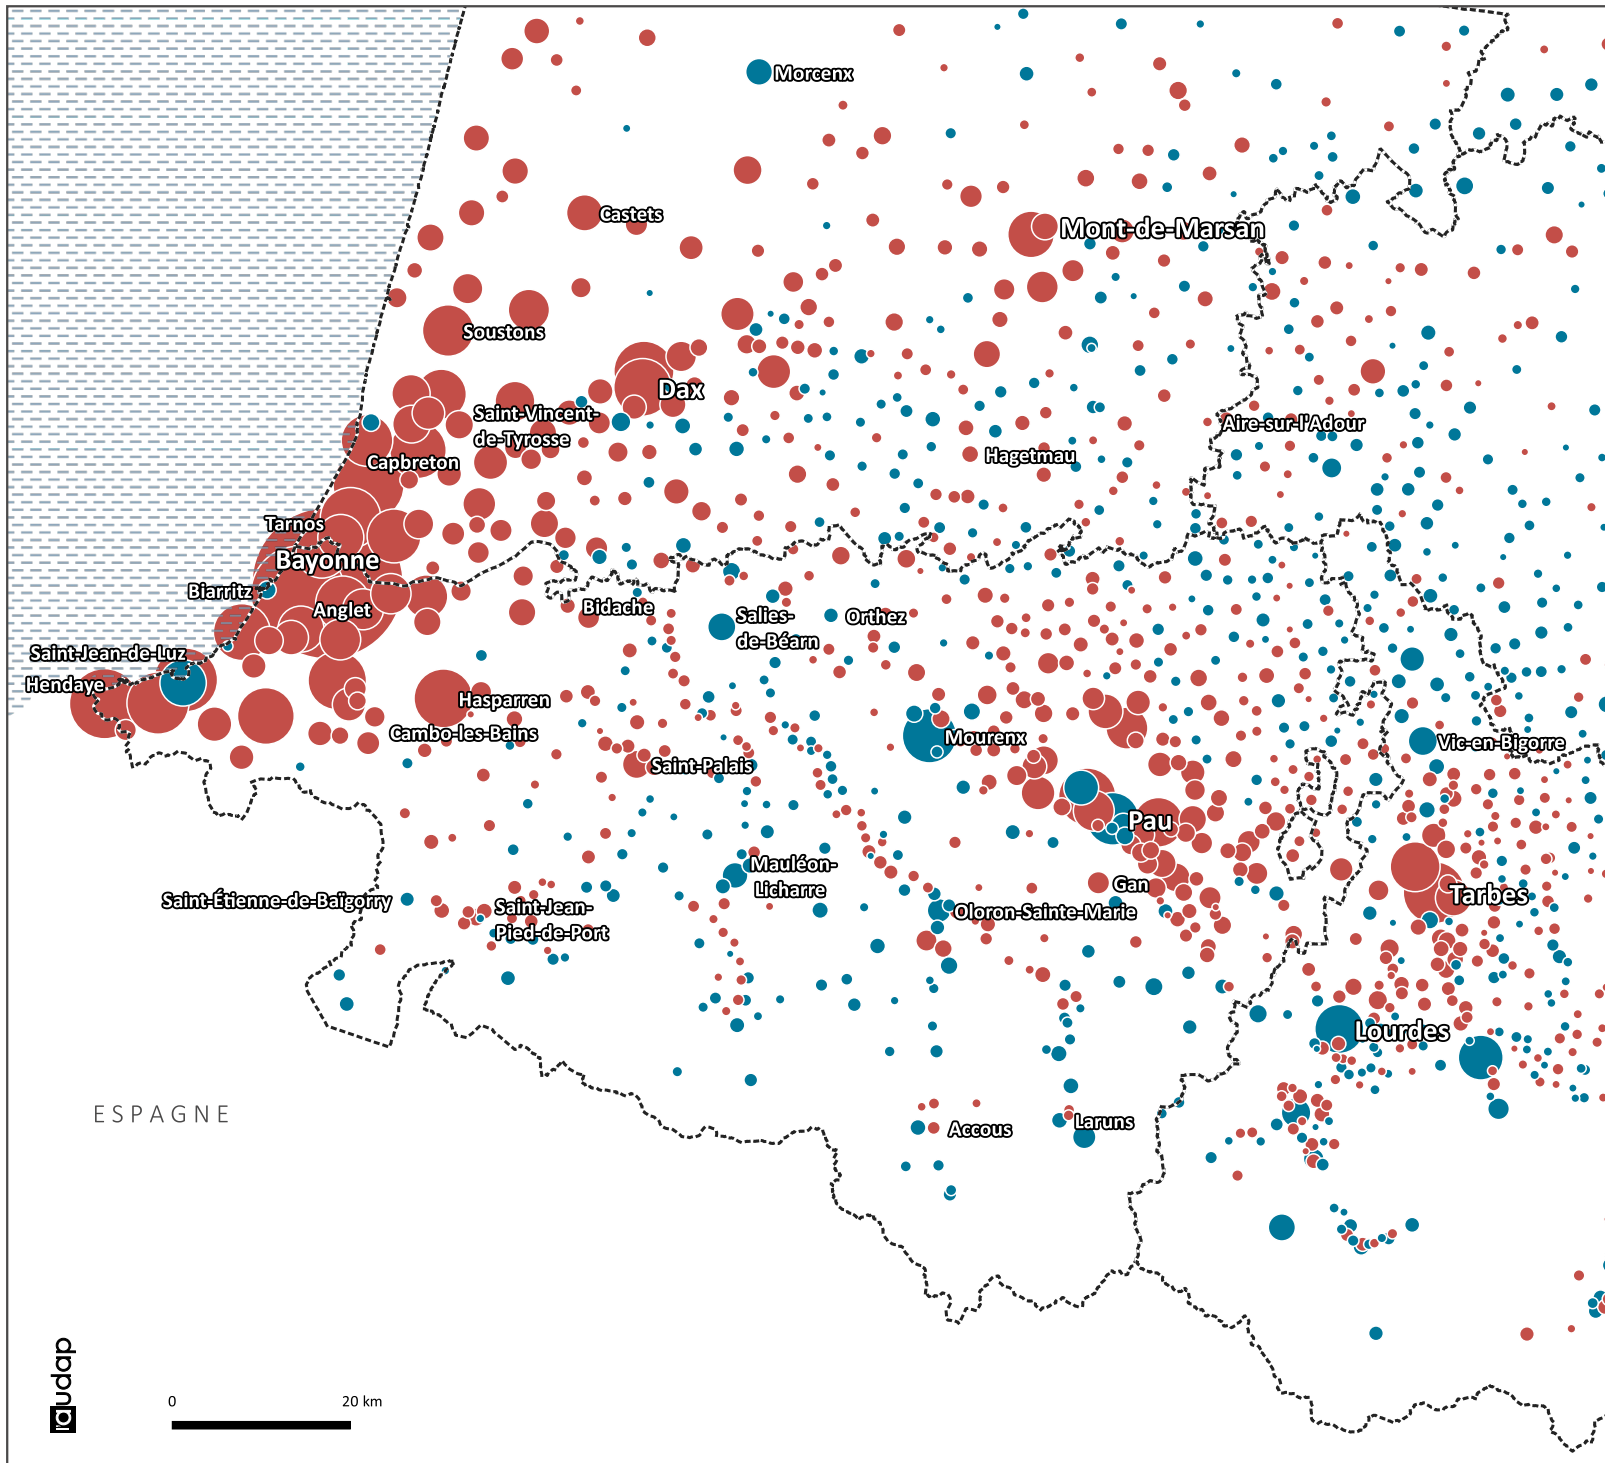 Morcenx
Castets
Mont-de-Marsan
Soustons
Dax
Saint-Vincent-
de-Tyrosse
Aire-sur-l'Adour
Capbreton
Hagetmau
Tarnos
Bayonne
Biarritz
Anglet
Bidache
Salies-
de-Béarn
Orthez
Saint-Jean-de-Luz
Hendaye
Hasparren
Cambo-les-Bains
Mourenx
Vic-en-Bigorre
Saint-Palais
Pau
Mauléon-
Licharre
Gan
Tarbes
Saint-Étienne-de-Baïgorry
Saint-Jean-
Pied-de-Port
Oloron-Sainte-Marie
Lourdes
ESPAGNE
Accous
Laruns
l'audap
0 20 km